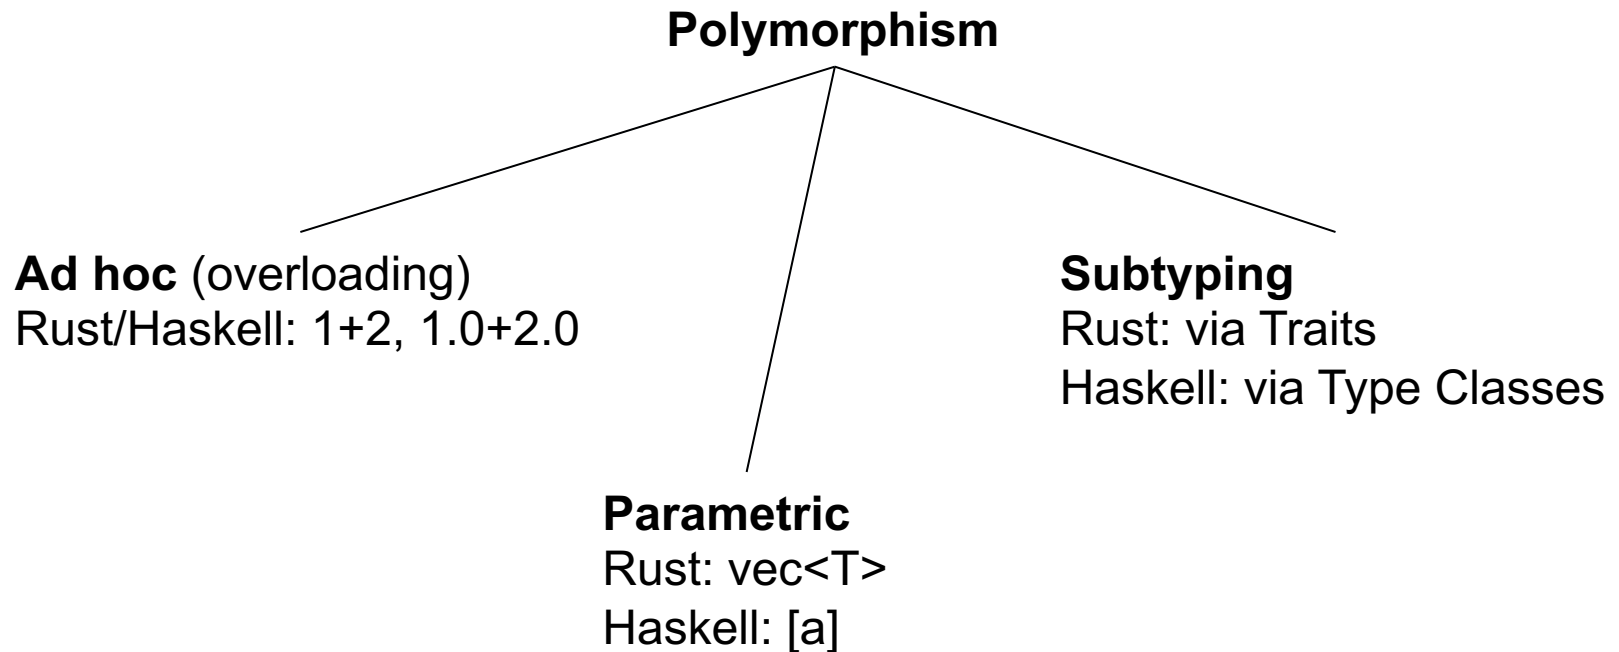 Polymorphism
Ad hoc (overloading)
Rust/Haskell: 1+2, 1.0+2.0
Subtyping
Rust: via Traits
Haskell: via Type Classes
Parametric
Rust: vec<T>
Haskell: [a]